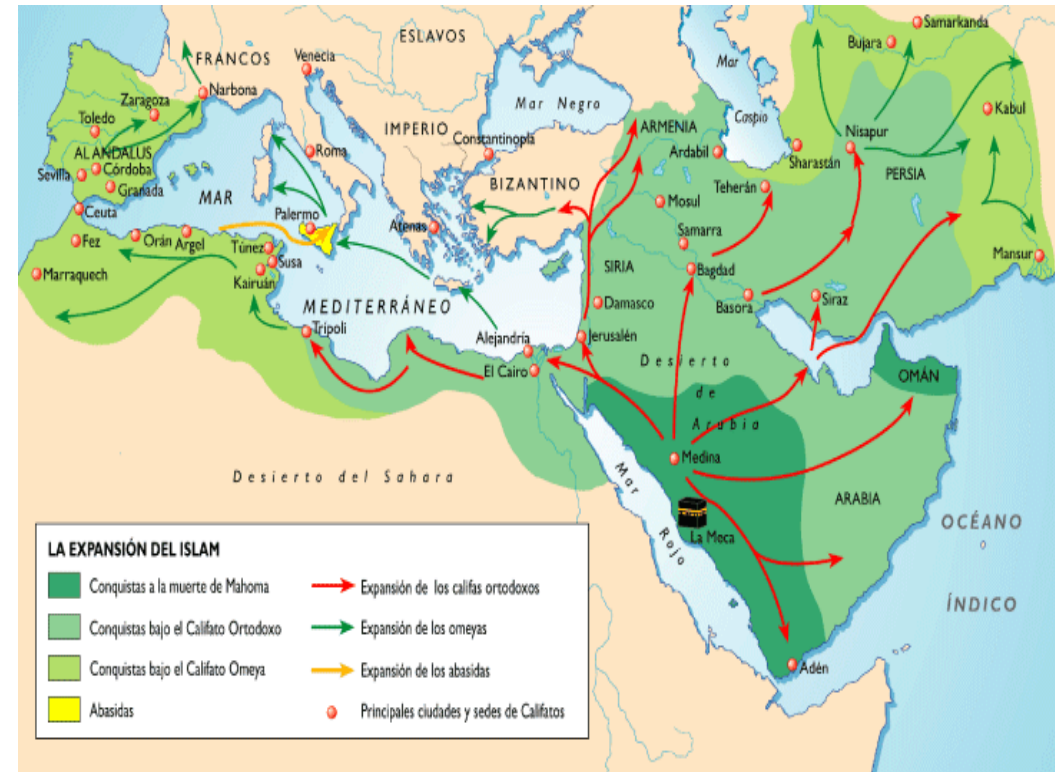 Samarkanda
Bujara
ESLAVOS
FRANCOS
Venecia
Mar
Caspio
Narbona
Zaragoza
Toledo
Mar Negro
Kabul
IMPERIO
Constantinopla
ARMENIA
Nisapur
AL ANDALUS
Roma
Ardabil
Sharastán
Córdoba
Sevilla
Granada
BIZANTINO
Teherán
PERSIA
MAR
Mosul
Ceuta
Palermo
Atenas
Samarra
Fez
Orán
Argel
Túnez
Susa
SIRIA
Bagdad
Mansur
Marraquech
Kairuán
MEDITERRÁNEO
Damasco
Basora
Siraz
Trípoli
Alejandría
Jerusalén
El Cairo
Desierto
de
Arabia
OMÁN
Medina
Desierto del Sahara
Mar
Rojo
ARABIA
La Meca
OCÉANO
ÍNDICO
Adén
LA EXPANSIÓN DEL ISLAM
Conquistas a la muerte de Mahoma
Expansión de los califas ortodoxos
Conquistas bajo el Califato Ortodoxo
Expansión de los omeyas
Conquistas bajo el Califato Omeya
Expansión de los abasidas
Abasidas
Principales ciudades y sedes de Califatos